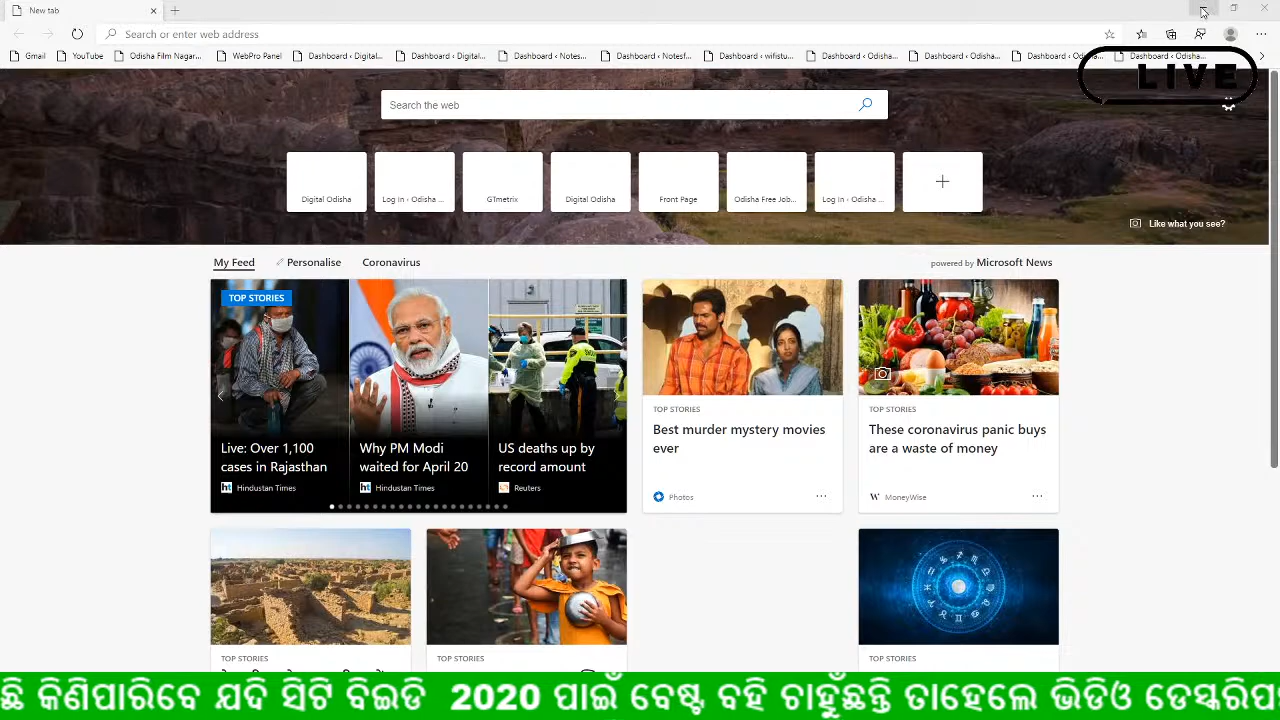 New tab
Search or enter web address
Gmail
YouTube
Odisha Film Nagar...
WebPro Panel
Dashboard ‹ Digital...
Dashboard ‹ Digital...
Dashboard ‹ Notes...
Dashboard ‹ Notesf...
Dashboard ‹ wifistu...
Dashboard ‹ Odisha...
Dashboard ‹ Od
Dashboard ‹ Odisha...
LIVE
Search the web
Digital Odisha
Log In ‹ Odisha ...
GTmetrix
Digital Odisha
Front Page
Odisha Free Job...
Log In ‹ Odisha ...
Like what you see?
My Feed
Personalise
Coronavirus
powered by Microsoft News
TOP STORIES
Live: Over 1,100
cases in Rajasthan
Hindustan Times
Why PM Modi
waited for April 20
Hindustan Times
US deaths up by
record amount
Reuters
TOP STORIES
Best murder mystery movies
ever
Photos
TOP STORIES
These coronavirus panic buys
are a waste of money
MoneyWise
TOP STORIES
TOP STORIES
TOP STORIES
ଛି କିଣିପାରିବେ ଯଦି ସିଟି ବିଇଡି 2020 ପାଇଁ ବେଷ୍ଟ ବହି ଚାହୁଁଛନ୍ତି ତାହେଲେ ଭିଡିଓ ଡେସ୍କରିପ